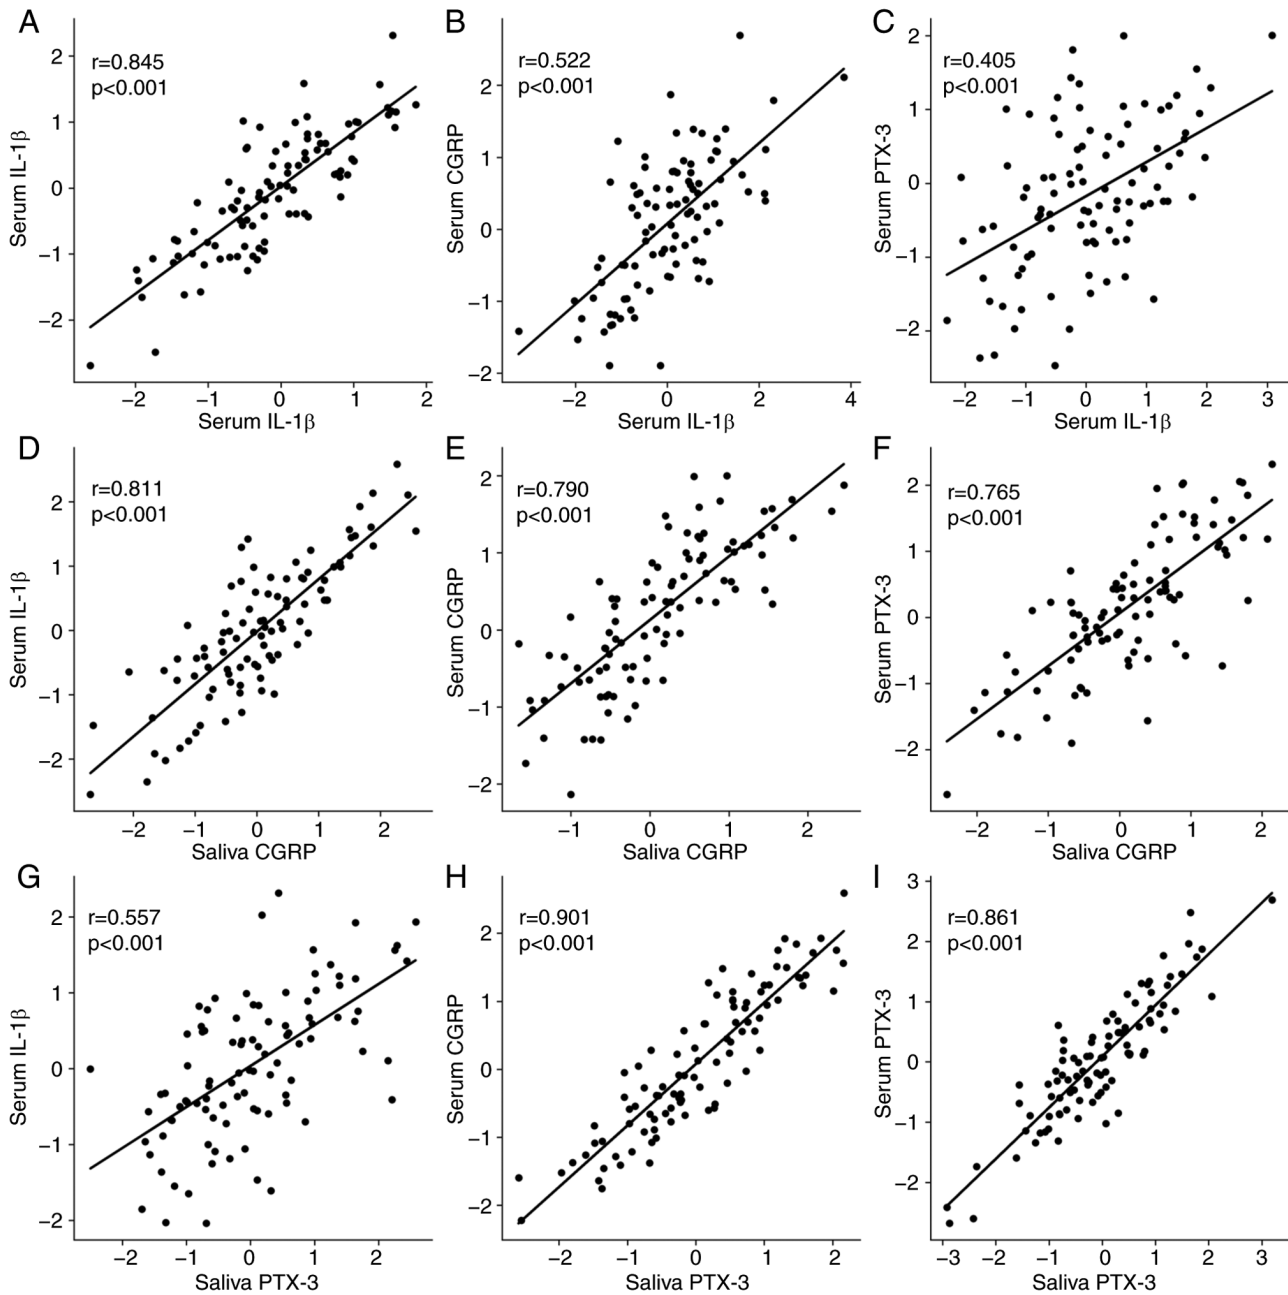 A
r=0.845
p<0.001
Serum IL-1β
2
1
0
−1
−2
−2 −1 0 1 2
Serum IL-1β
B
r=0.522
p<0.001
Serum CGRP
2
1
0
−1
−2
−2 0 2 4
Serum IL-1β
C
r=0.405
p<0.001
Serum PTX-3
2
1
0
−1
−2
−2 −1 0 1 2 3
Serum IL-1β
D
r=0.811
p<0.001
Serum IL-1β
2
1
0
−1
−2
−2 −1 0 1 2
Saliva CGRP
E
r=0.790
p<0.001
Serum CGRP
2
1
0
−1
−2
−1 0 1 2
Saliva CGRP
F
r=0.765
p<0.001
Serum PTX-3
2
1
0
−1
−2
−2 −1 0 1 2
Saliva CGRP
G
r=0.557
p<0.001
Serum IL-1β
2
1
0
−1
−2
−2 −1 0 1 2
Saliva PTX-3
H
r=0.901
p<0.001
Serum CGRP
2
1
0
−1
−2
−2 −1 0 1 2
Saliva PTX-3
I
r=0.861
p<0.001
Serum PTX-3
3
2
1
0
−1
−2
−3 −2 −1 0 1 2 3
Saliva PTX-3